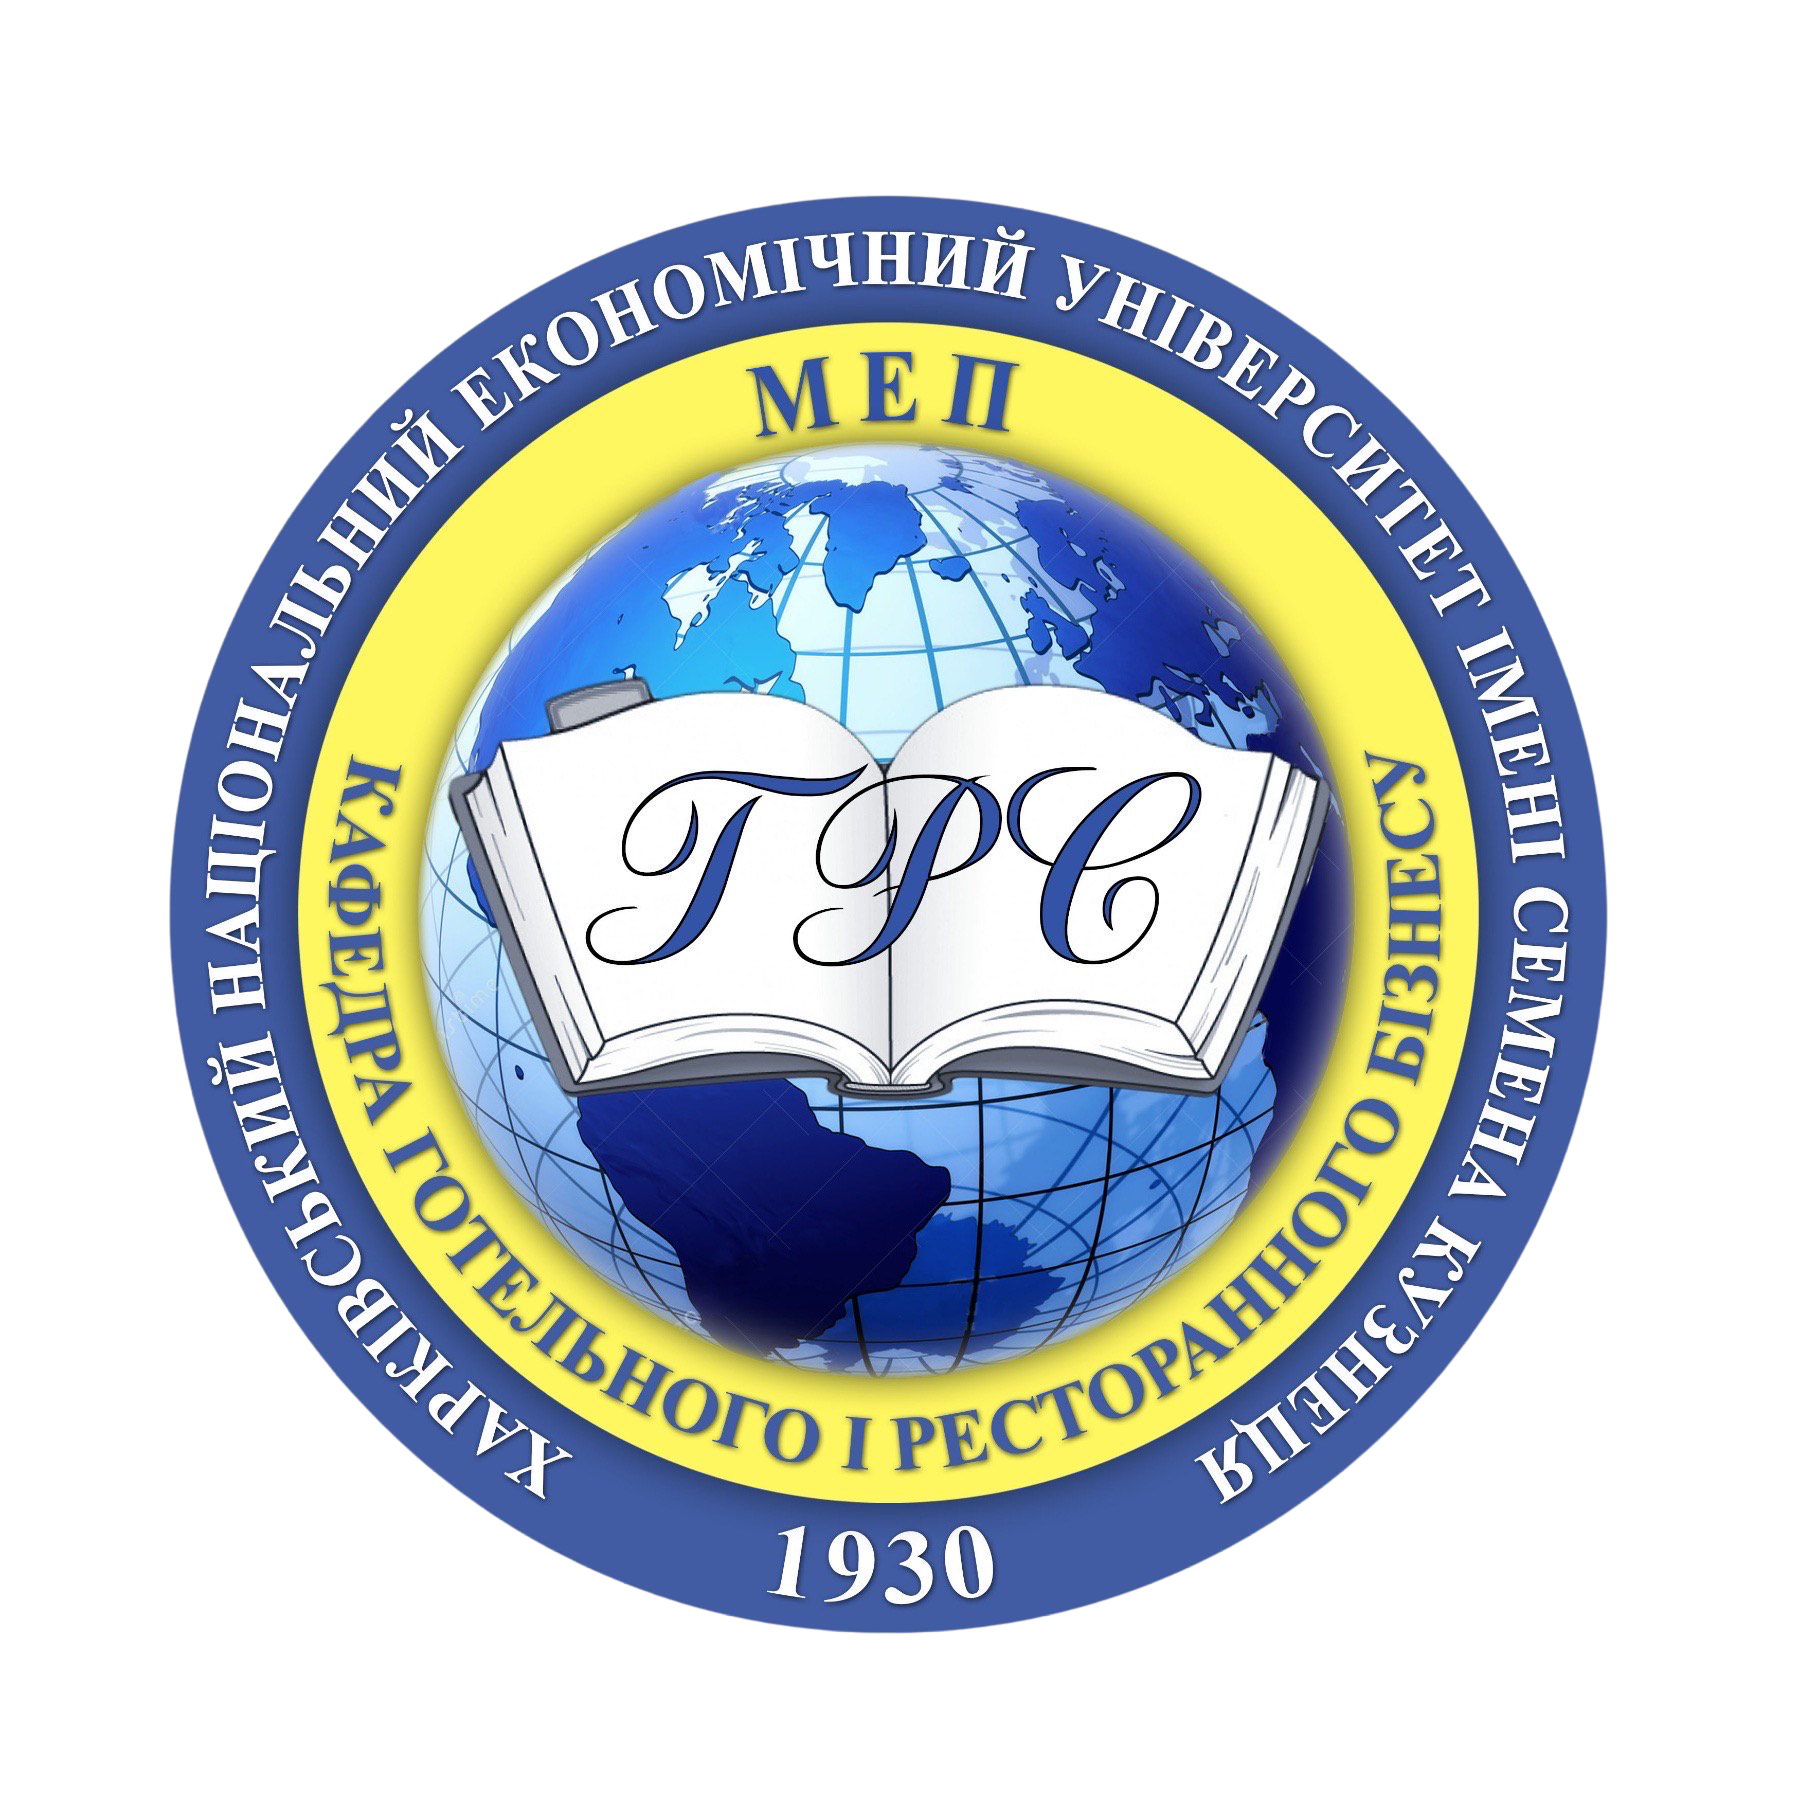 ХАРКІВСЬКИЙ НАЦІОНАЛЬНИЙ ЕКОНОМІЧНИЙ УНІВЕРСИТЕТ ІМЕНІ СЕМЕНА КУЗНЕЦЯ
МЕП
ГРС
КАФЕДРА ГОТЕЛЬНОГО І РЕСТОРАННОГО БІЗНЕСУ
1930